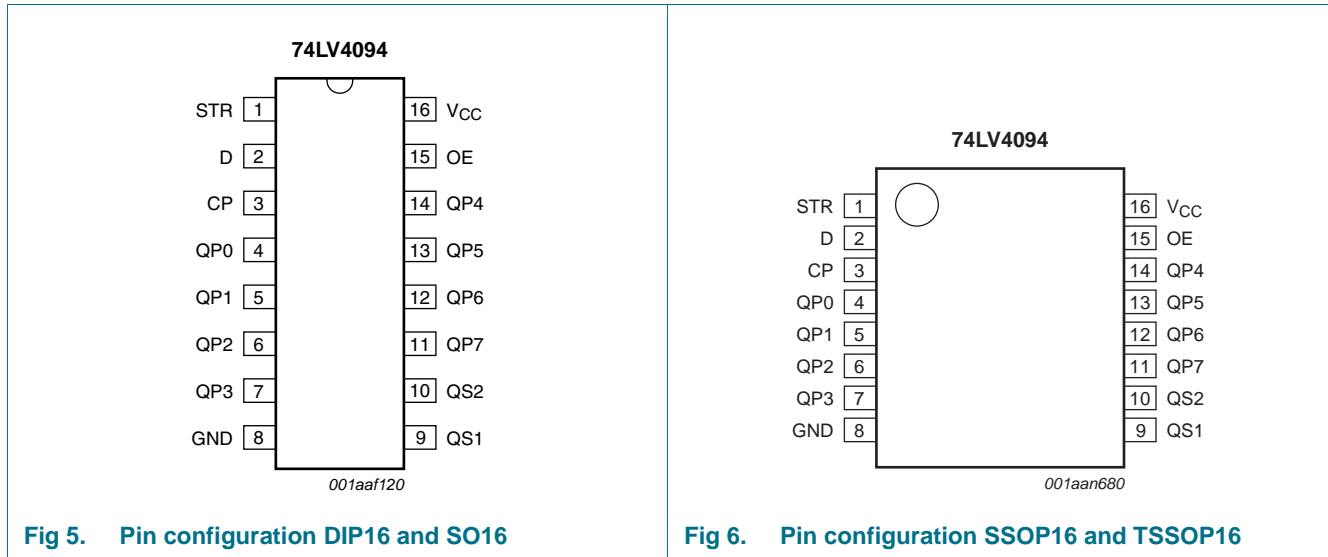 74LV4094
STR 1 16 VCC
D 2 15 OE
CP 3 14 QP4
QP0 4 13 QP5
QP1 5 12 QP6
QP2 6 11 QP7
QP3 7 10 QS2
GND 8 9 QS1
001aaf120
Fig 5. Pin configuration DIP16 and SO16
74LV4094
STR 1 16 VCC
D 2 15 OE
CP 3 14 QP4
QP0 4 13 QP5
QP1 5 12 QP6
QP2 6 11 QP7
QP3 7 10 QS2
GND 8 9 QS1
001aan680
Fig 6. Pin configuration SSOP16 and TSSOP16